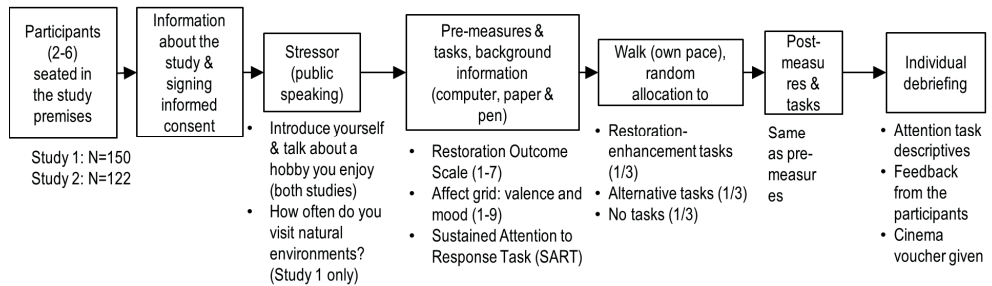 Participants
(2-6)
seated in
the study
premises
Study 1: N=150
Study 2: N=122
Information
about the
study &
signing
informed
consent
Stressor
(public
speaking)
• Introduce yourself
& talk about a
hobby you enjoy
(both studies)
• How often do you
visit natural
environments?
(Study 1 only)
Pre-measures &
tasks, background
information
(computer, paper &
pen)
• Restoration Outcome
Scale (1-7)
• Affect grid: valence and
mood (1-9)
• Sustained Attention to
Response Task (SART)
Walk (own pace),
random
allocation to
• Restoration-
enhancement tasks
(1/3)
• Alternative tasks (1/3)
• No tasks (1/3)
Post-
measu
res &
tasks
Same
as pre-
measur
es
Individual
debriefing
• Attention task
descriptives
• Feedback
from the
participants
• Cinema
voucher given